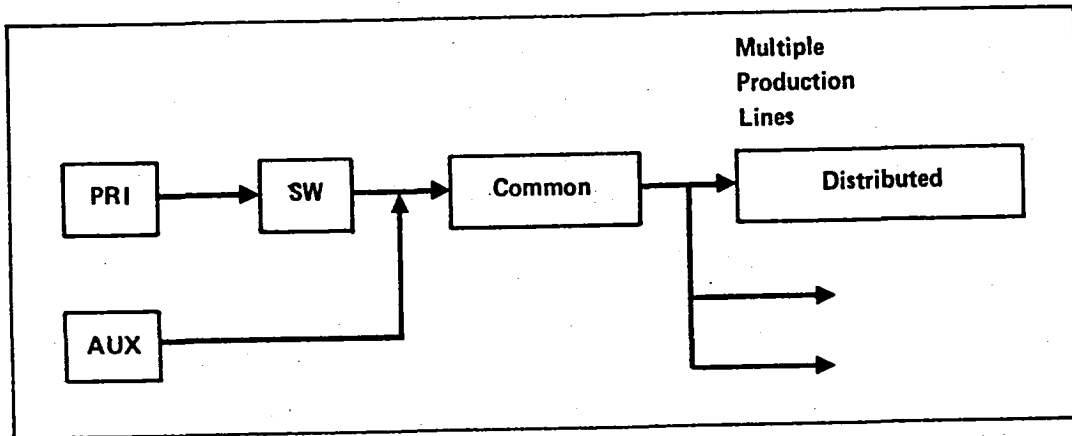 Multiple
Production
Lines
PRI
SW
Common
Distributed
AUX